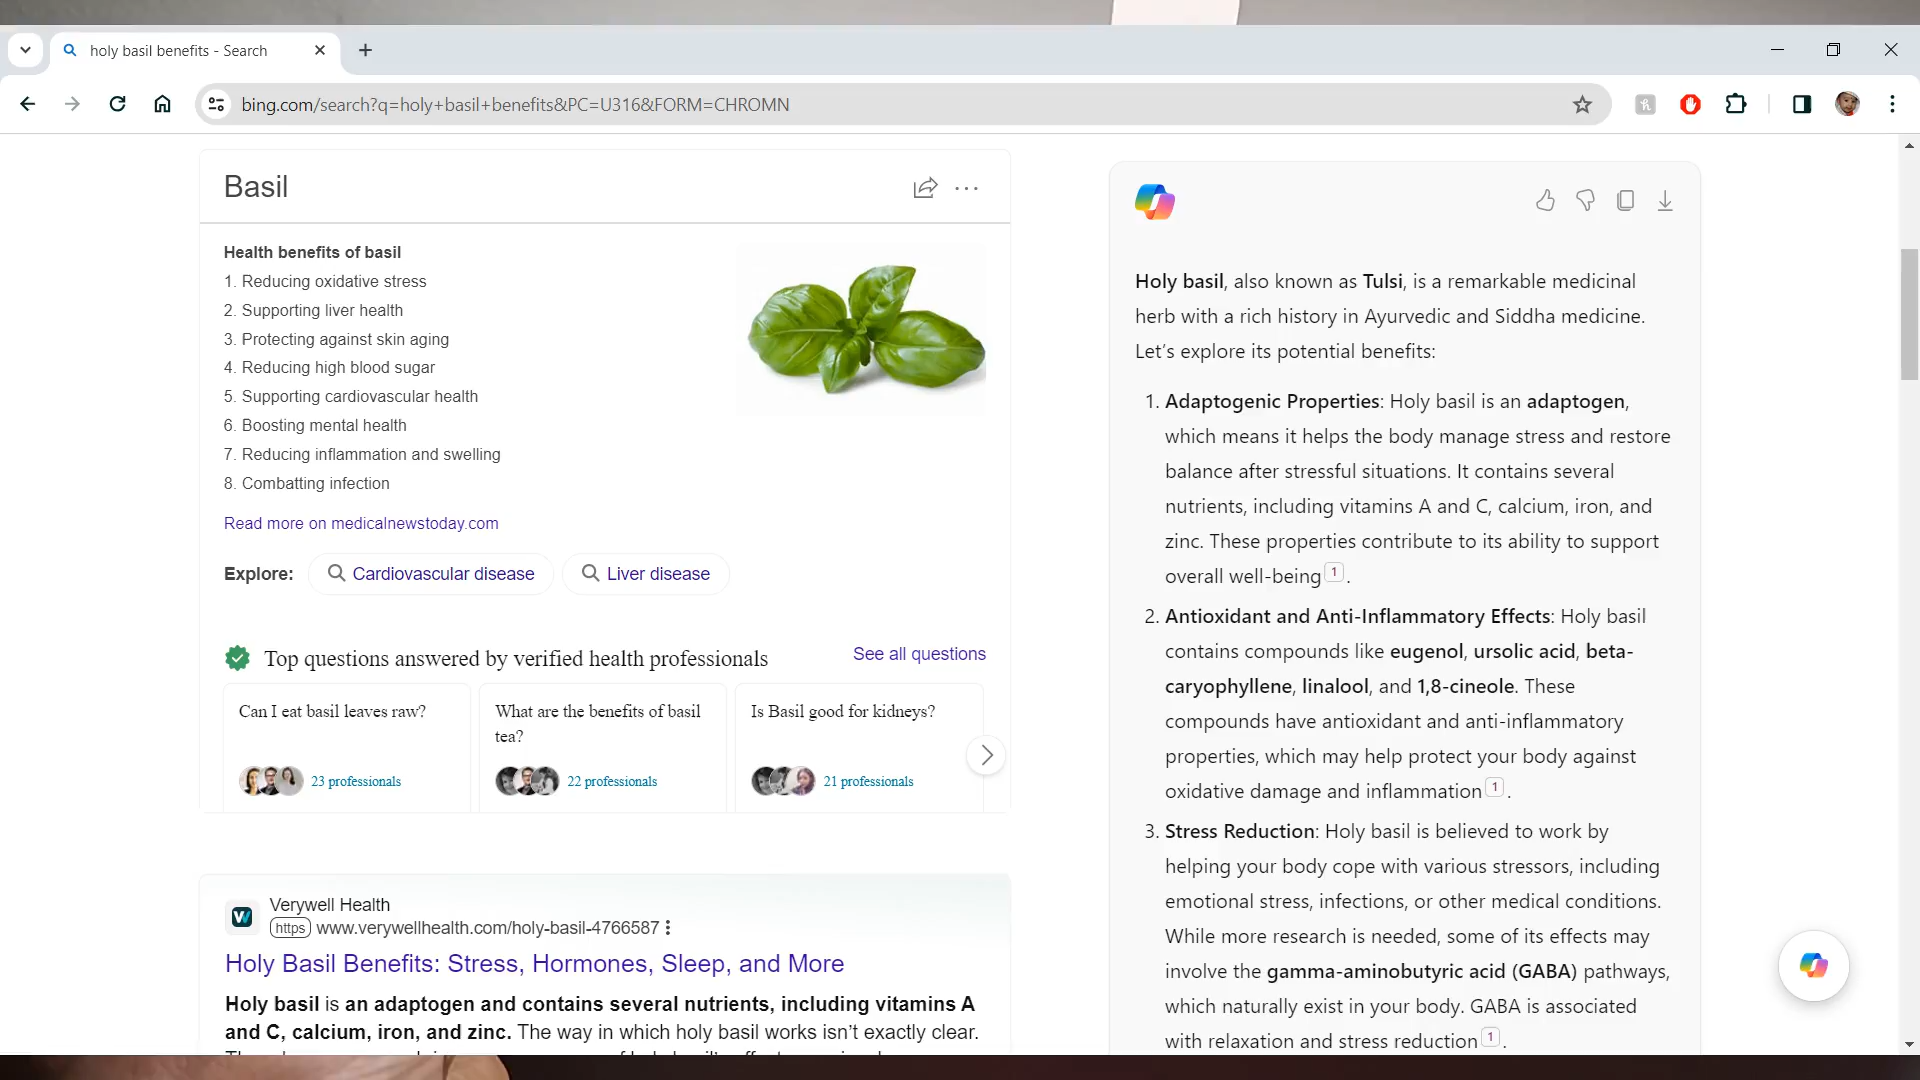 holy basil benefits - Search
bing.com/search?q=holy+basil+benefits&PC=U316&FORM=CHROMN
Basil
Health benefits of basil
1. Reducing oxidative stress
2. Supporting liver health
3. Protecting against skin aging
4. Reducing high blood sugar
5. Supporting cardiovascular health
6. Boosting mental health
7. Reducing inflammation and swelling
8. Combatting infection
Read more on medicalnewstoday.com
Explore: Cardiovascular disease Liver disease
Top questions answered by verified health professionals
See all questions
Can I eat basil leaves raw?
23 professionals
What are the benefits of basil
tea?
22 professionals
Is Basil good for kidneys?
21 professionals
Verywell Health
https www.verywellhealth.com/holy-basil-4766587
Holy Basil Benefits: Stress, Hormones, Sleep, and More
Holy basil is an adaptogen and contains several nutrients, including vitamins A
and C, calcium, iron, and zinc. The way in which holy basil works isn't exactly clear.
Holy basil, also known as Tulsi, is a remarkable medicinal
herb with a rich history in Ayurvedic and Siddha medicine.
Let's explore its potential benefits:
1. Adaptogenic Properties: Holy basil is an adaptogen,
which means it helps the body manage stress and restore
balance after stressful situations. It contains several
nutrients, including vitamins A and C, calcium, iron, and
zinc. These properties contribute to its ability to support
overall well-being 1.
2. Antioxidant and Anti-Inflammatory Effects: Holy basil
contains compounds like eugenol, ursolic acid, beta-
caryophyllene, linalool, and 1,8-cineole. These
compounds have antioxidant and anti-inflammatory
properties, which may help protect your body against
oxidative damage and inflammation 1.
3. Stress Reduction: Holy basil is believed to work by
helping your body cope with various stressors, including
emotional stress, infections, or other medical conditions.
While more research is needed, some of its effects may
involve the gamma-aminobutyric acid (GABA) pathways,
which naturally exist in your body. GABA is associated
with relaxation and stress reduction 1.